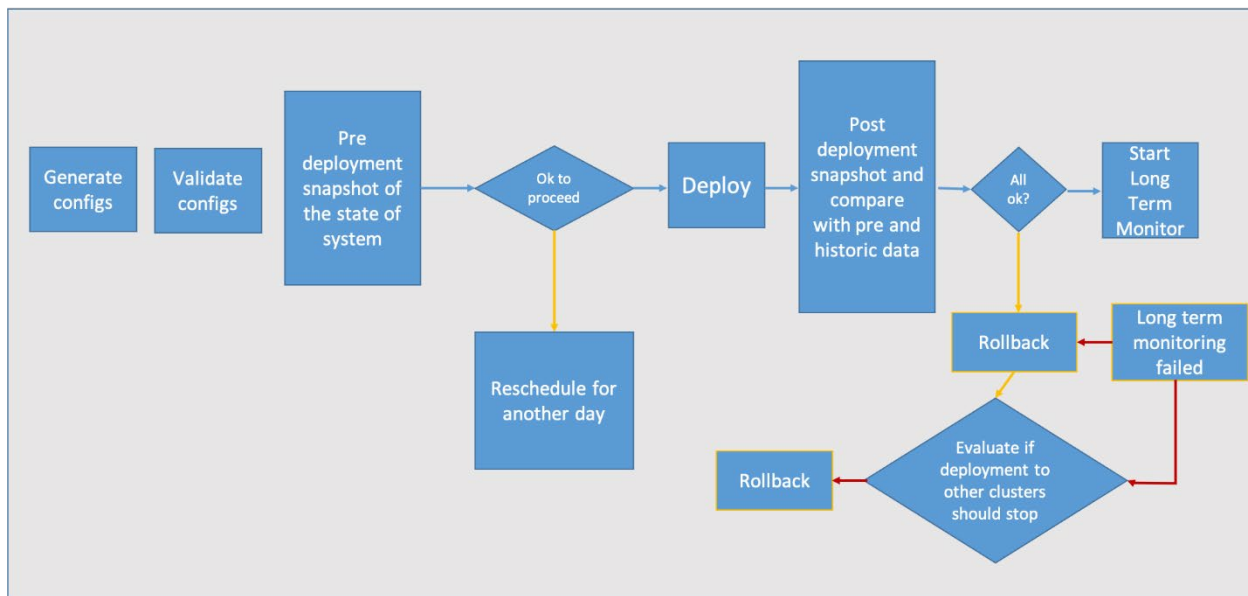 Generate
configs
Validate
configs
Pre
deployment
snapshot of
the state of
system
Ok to
proceed
Deploy
Post
deployment
snapshot and
compare
with pre and
historic data
All
ok?
Start
Long
Term
Monitor
Reschedule for
another day
Rollback
Long term
monitoring
failed
Evaluate if
deployment to
other clusters
should stop
Rollback